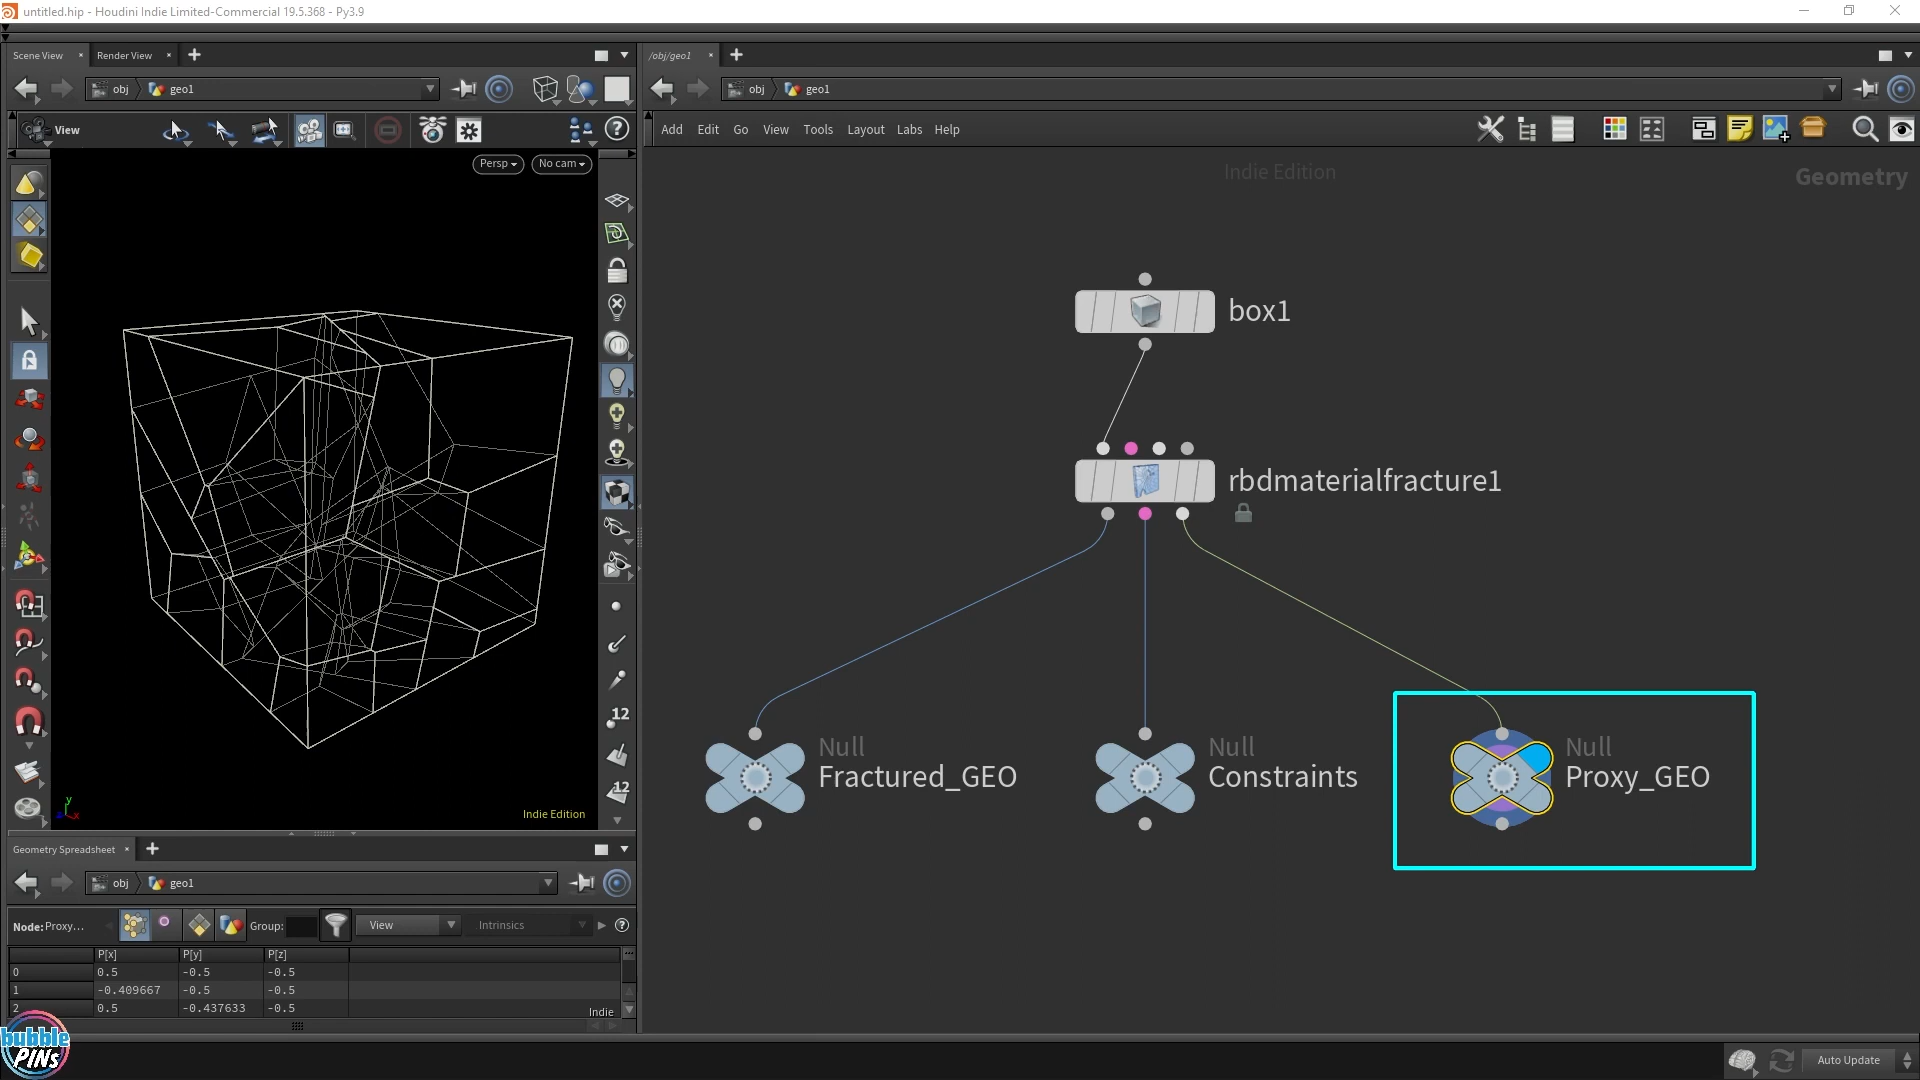 untitled.hip - Houdini Indie Limited-Commercial 19.5.368 - Py3.9
Scene View
Render View
obj
geo1
View
Persp
No cam
12
12
y
x
Indie Edition
Geometry Spreadsheet
obj
geo1
Node: Proxy...
Group:
View
Intrinsics
P[x] P[y] P[z]
0 0.5 -0.5 -0.5
1 -0.409667 -0.5 -0.5
2 0.5 -0.437633 -0.5
Indie
bubble
PINs
/obj/geo1
obj
geo1
Add Edit Go View Tools Layout Labs Help
Indie Edition
Geometry
box1
rbdmaterialfracture1
Null
Fractured_GEO
Null
Constraints
Null
Proxy_GEO
Auto Update